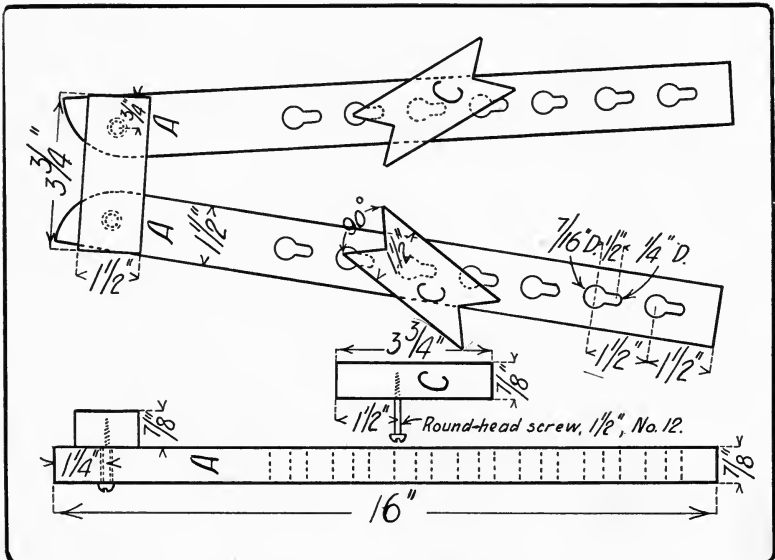 3/4"
A
C
3 3/4"
A
1 1/2"
1 1/2"
90°
1 1/2"
C
7/16" D.
1/2"
1/4" D.
1 1/2"
1 1/2"
3 3/4"
C
7/8"
1 1/2"
Round-head screw, 1 1/2", No. 12.
7/8"
1 1/4"
A
7/8"
16"